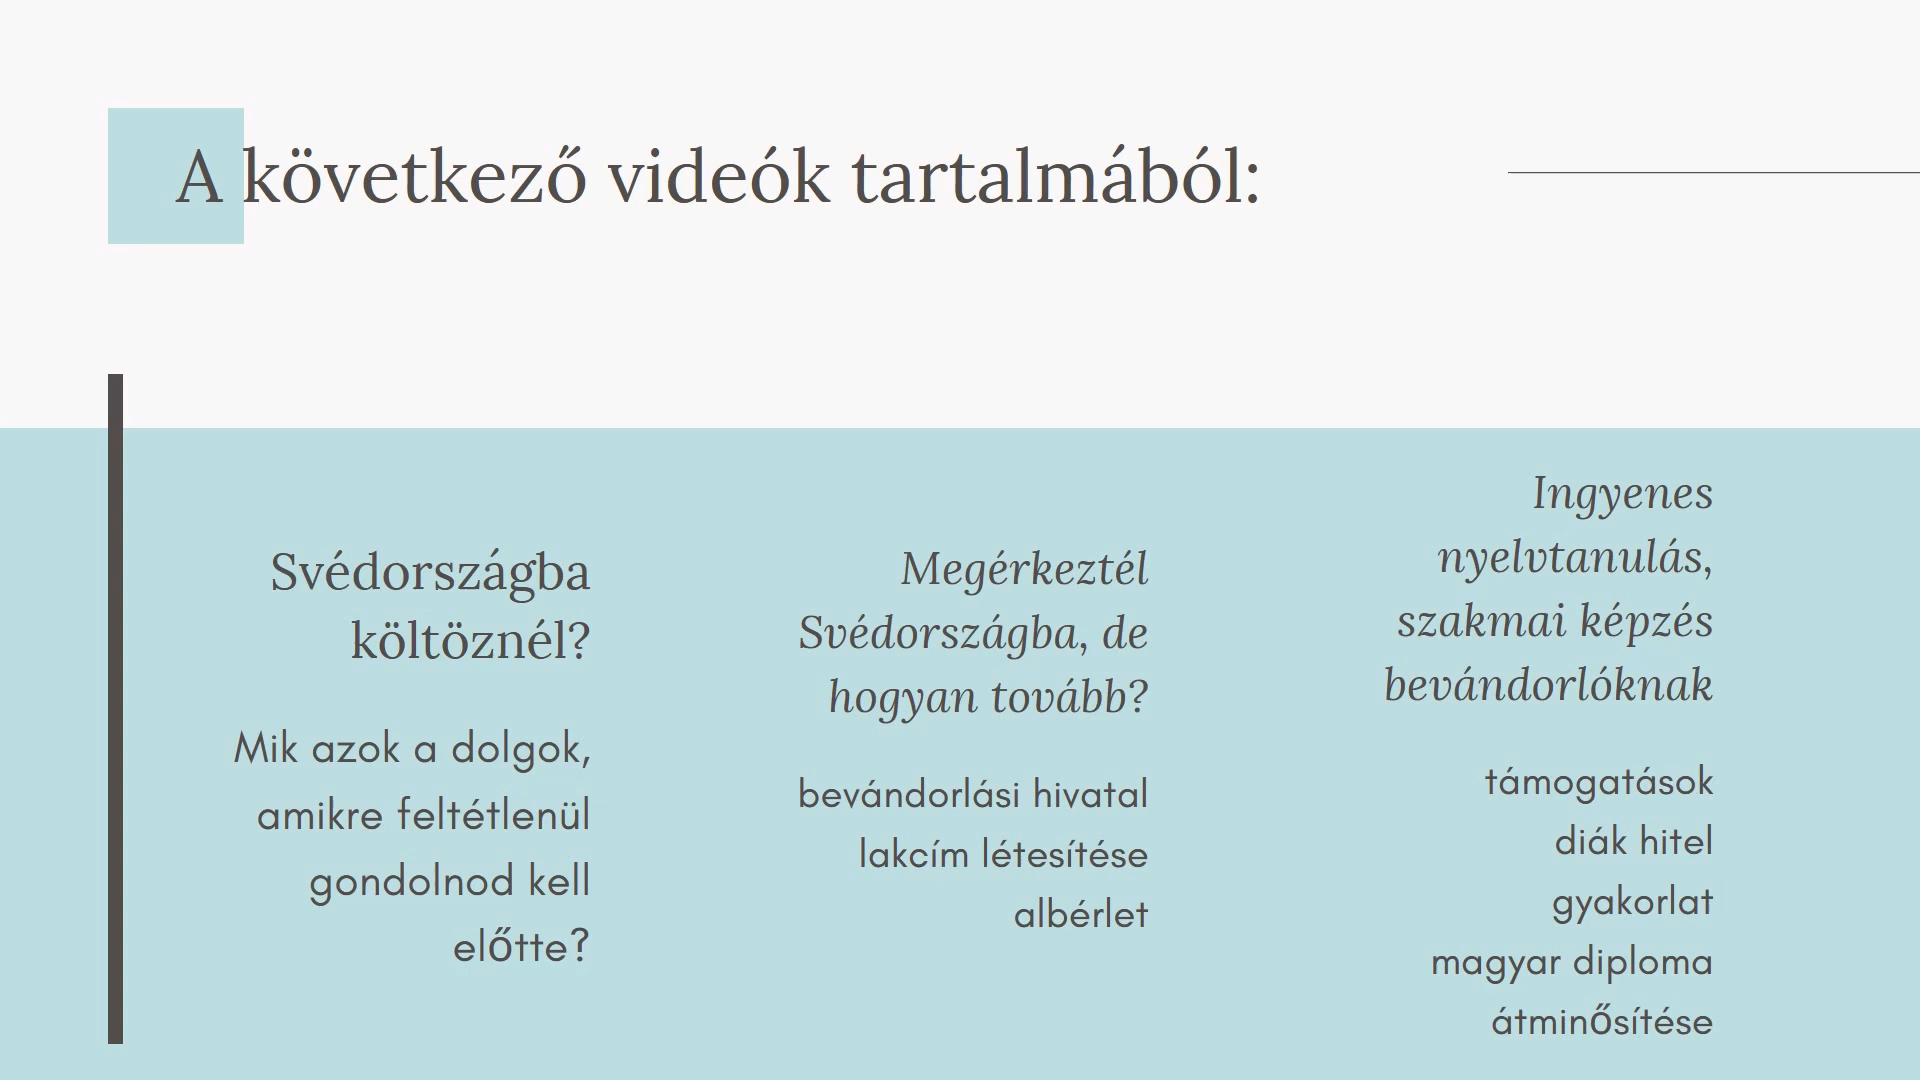 A következő videók tartalmából:
Svédországba
költöznél?
Mik azok a dolgok,
amikre feltétlenül
gondolnod kell
előtte?
Megérkeztél
Svédországba, de
hogyan tovább?
bevándorlási hivatal
lakcím létesítése
albérlet
Ingyenes
nyelvtanulás,
szakmai képzés
bevándorlóknak
támogatások
diák hitel
gyakorlat
magyar diploma
átminősítése